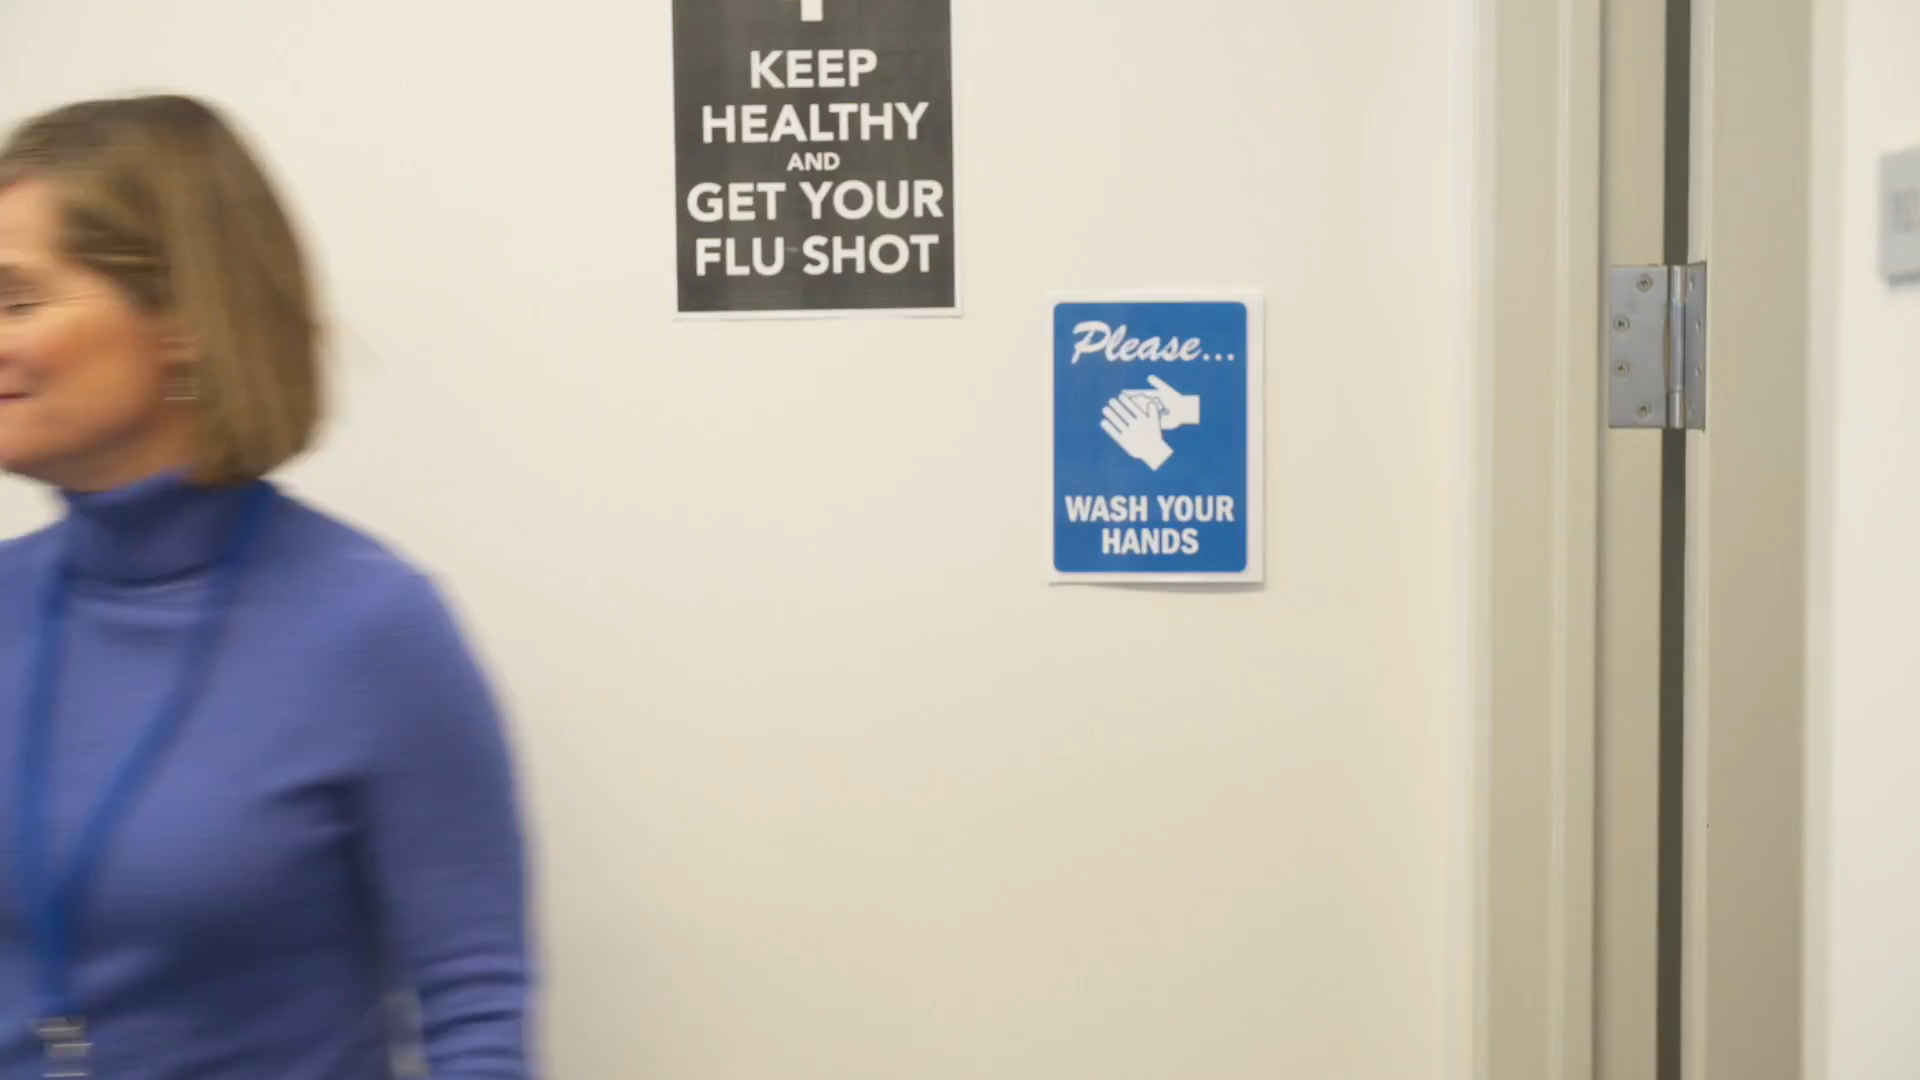 KEEP
HEALTHY
AND
GET YOUR
FLU SHOT
Please...
WASH YOUR
HANDS